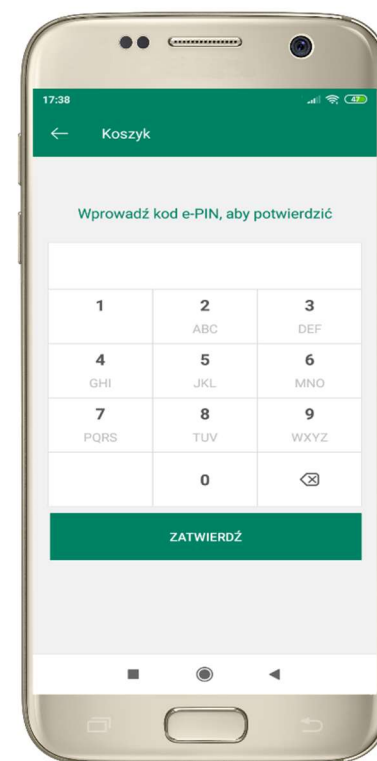 17:38
47
Koszyk
Wprowadź kod e-PIN, aby potwierdzić
1 2 3
ABC DEF
4 5 6
GHI JKL MNO
7 8 9
PQRS TUV WXYZ
0
ZATWIERDŹ